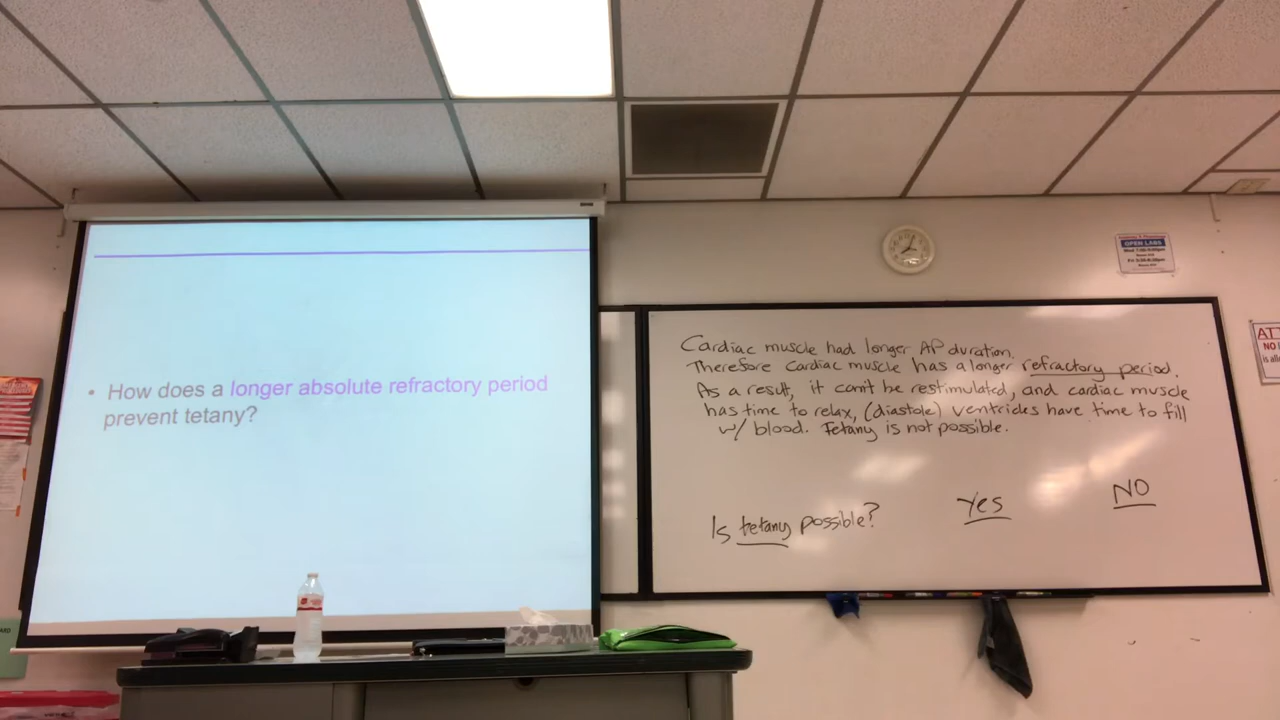 • How does a longer absolute refractory period
prevent tetany?
Cardiac muscle had longer AP duration.
Therefore cardiac muscle has a longer refractory period.
As a result, it can't be restimulated, and cardiac muscle
has time to relax, (diastole) ventricles have time to fill
w/ blood. Tetany is not possible.
Is tetany possible?
Yes
NO
OPEN LABS